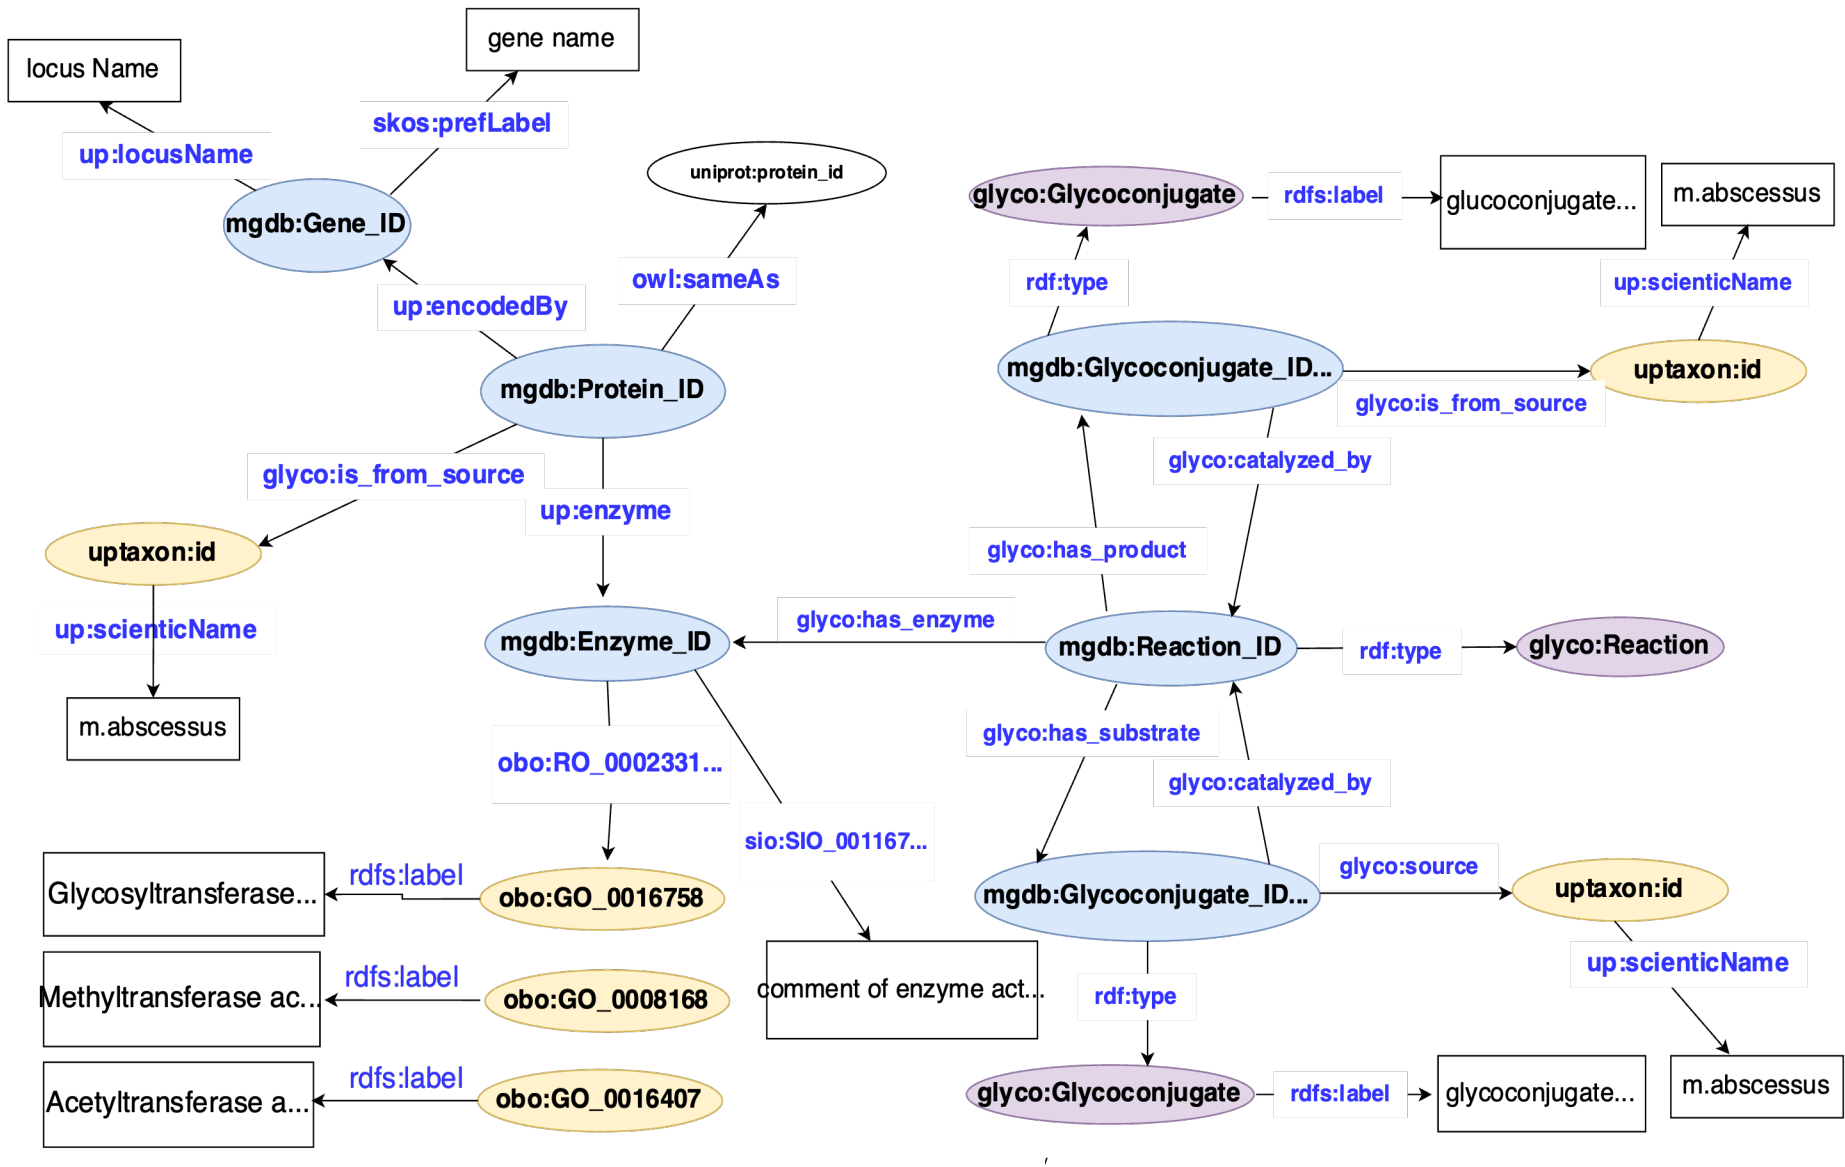 gene name
locus Name
skos:prefLabel
up:locusName
uniprot:protein_id
mgdb:Gene_ID
owl:sameAs
up:encodedBy
mgdb:Protein_ID
glyco:is_from_source
up:enzyme
uptaxon:id
up:scienticName
m.abscessus
mgdb:Enzyme_ID
glyco:has_enzyme
obo:RO_0002331...
sio:SIO_001167...
comment of enzyme act...
Glycosyltransferase...
rdfs:label
obo:GO_0016758
Methyltransferase ac...
rdfs:label
obo:GO_0008168
Acetyltransferase a...
rdfs:label
obo:GO_0016407
glyco:Glycoconjugate
rdfs:label
glucoconjugate...
m.abscessus
rdf:type
up:scienticName
mgdb:Glycoconjugate_ID...
uptaxon:id
glyco:is_from_source
glyco:catalyzed_by
glyco:has_product
mgdb:Reaction_ID
rdf:type
glyco:Reaction
glyco:has_substrate
glyco:catalyzed_by
mgdb:Glycoconjugate_ID...
glyco:source
uptaxon:id
up:scienticName
rdf:type
glyco:Glycoconjugate
rdfs:label
glycoconjugate...
m.abscessus